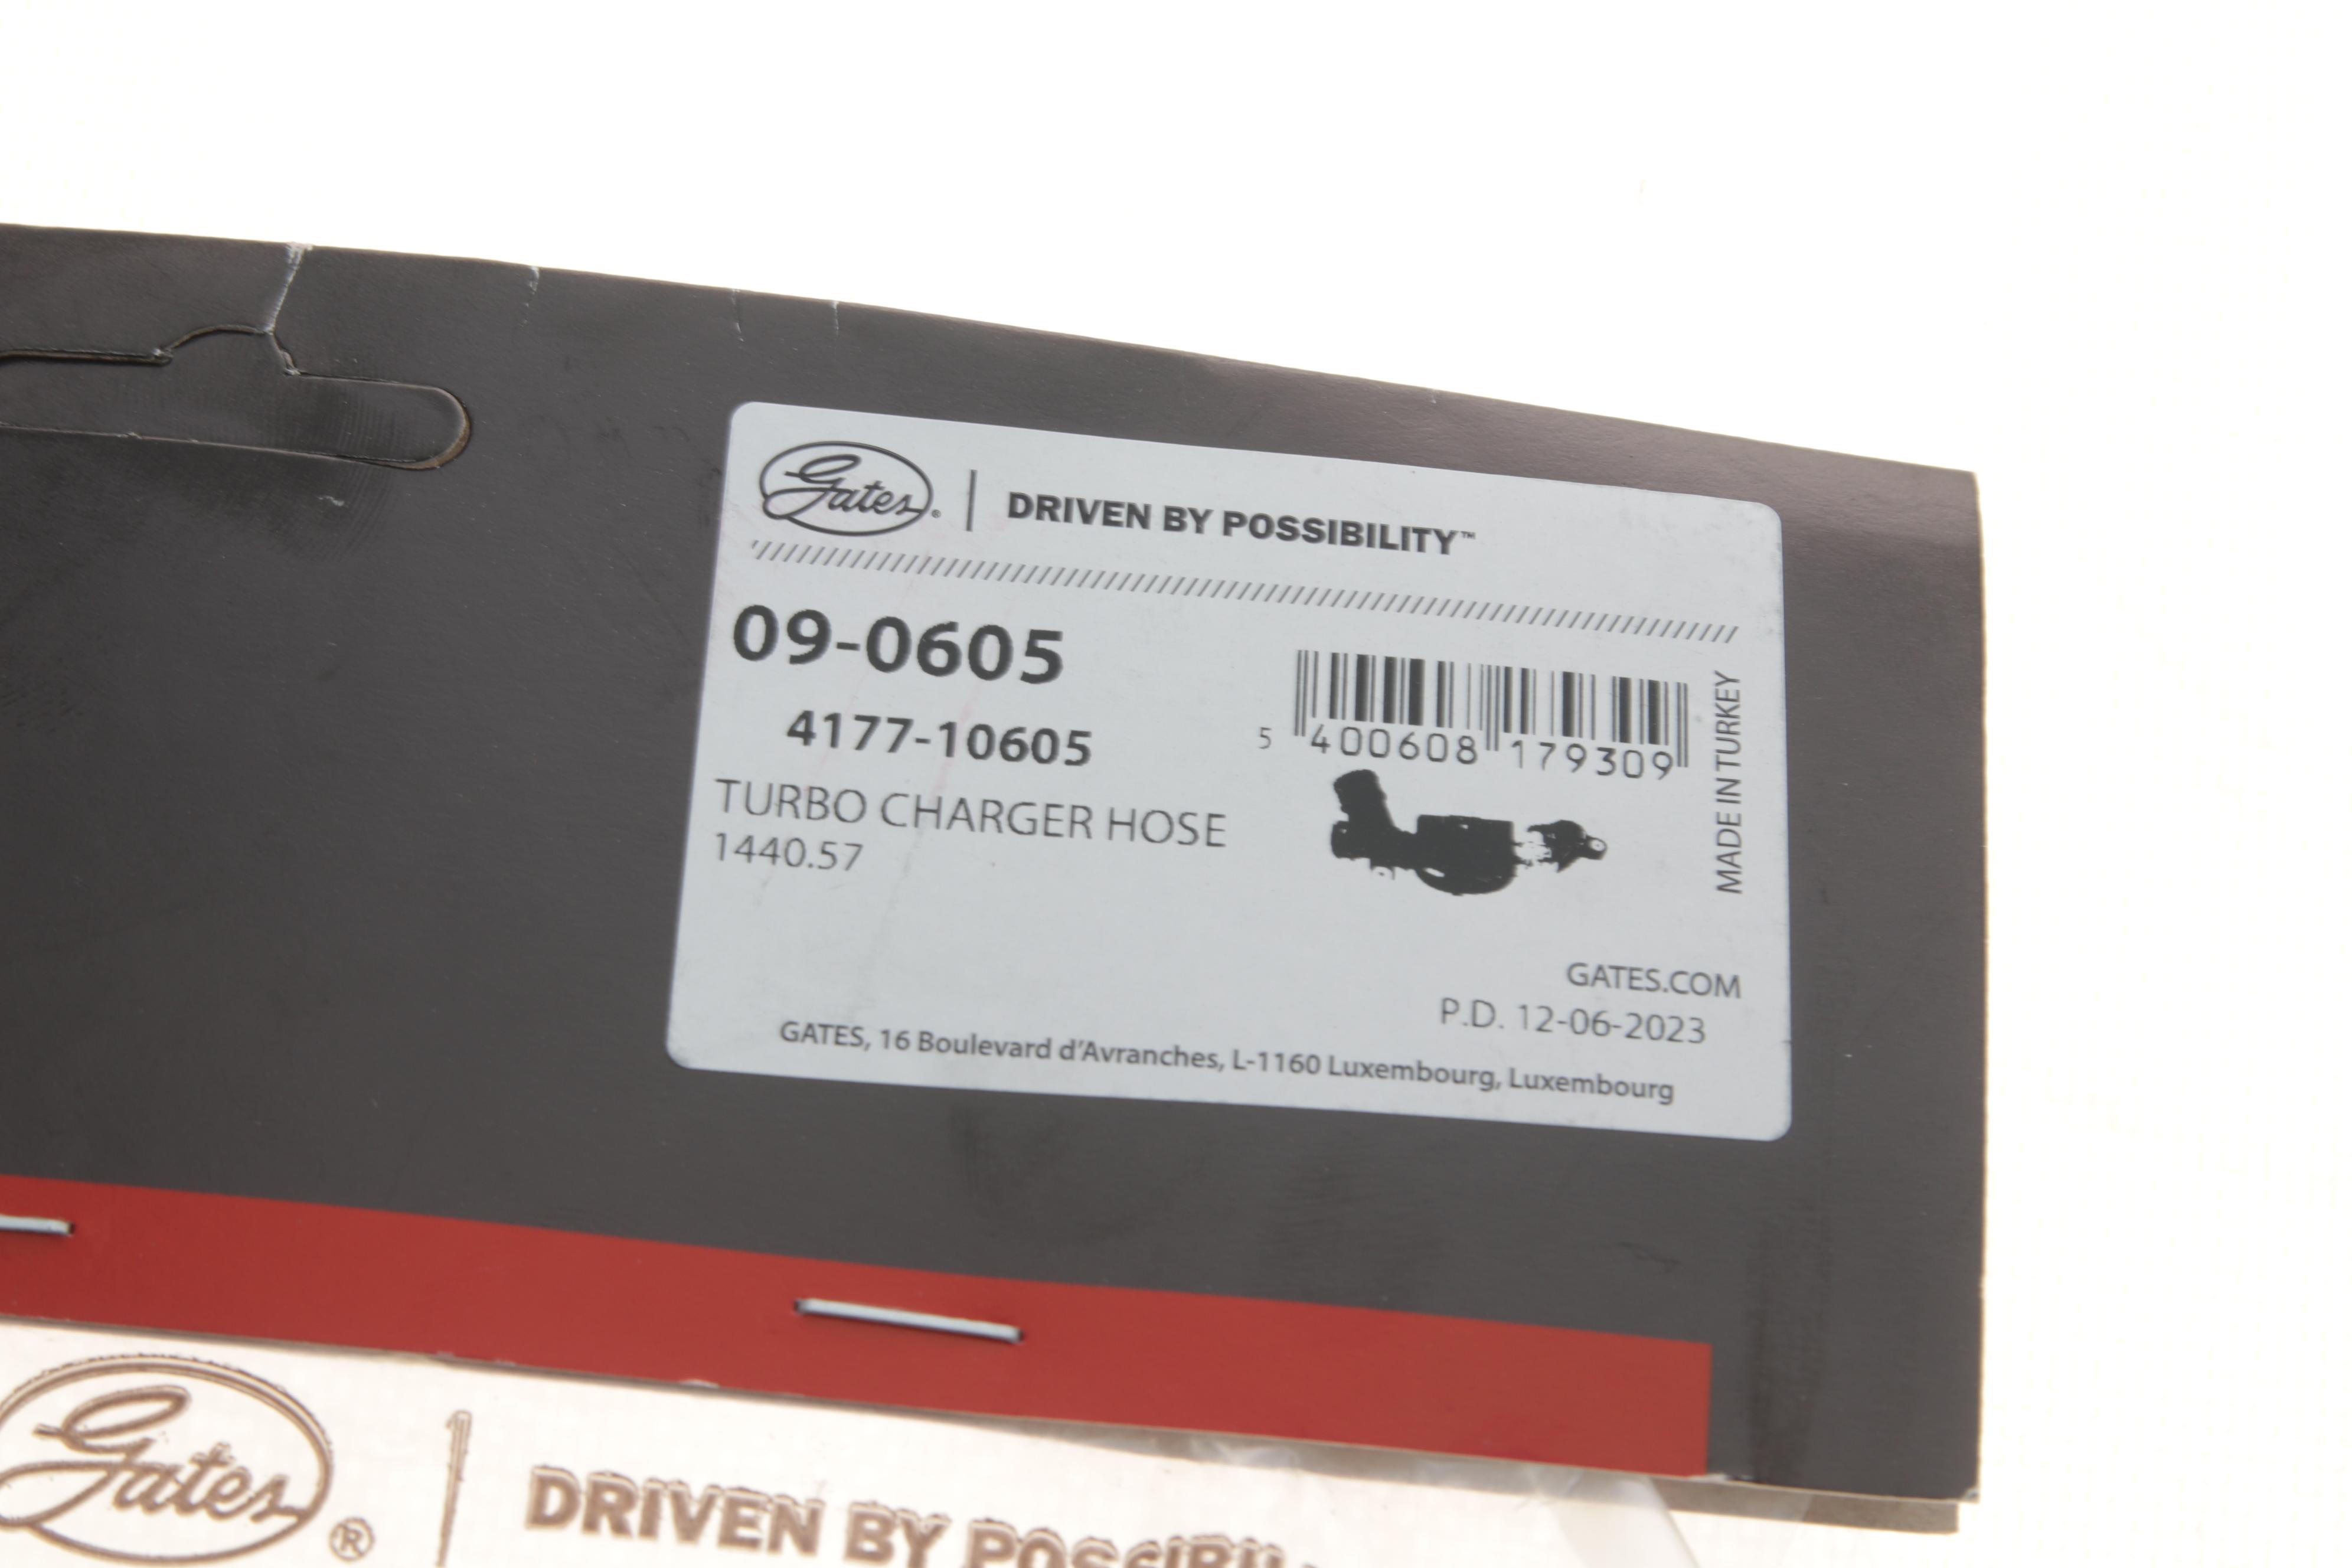 Gates® | DRIVEN BY POSSIBILITY™
09-0605
4177-10605
TURBO CHARGER HOSE
1440.57
5 400608 179309
MADE IN TURKEY
GATES.COM
P.D. 12-06-2023
GATES, 16 Boulevard d'Avranches, L-1160 Luxembourg, Luxembourg
Gates® | DRIVEN BY POSSIBIL